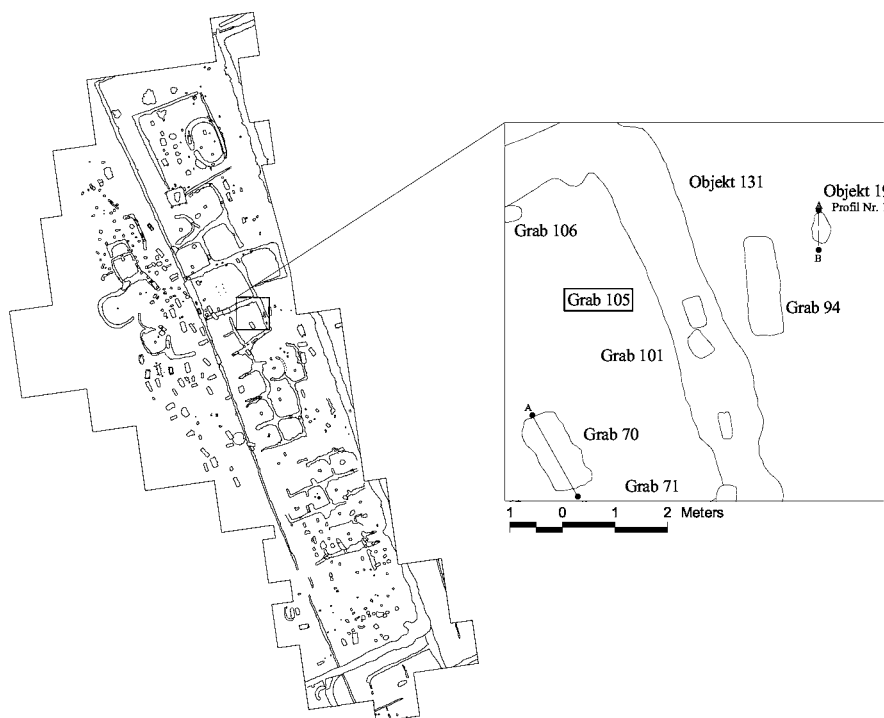 Objekt 131
Objekt 19
A
Profil Nr. 1
Grab 106
B
Grab 105
Grab 94
Grab 101
A
Grab 70
Grab 71
1 0 1 2 Meters